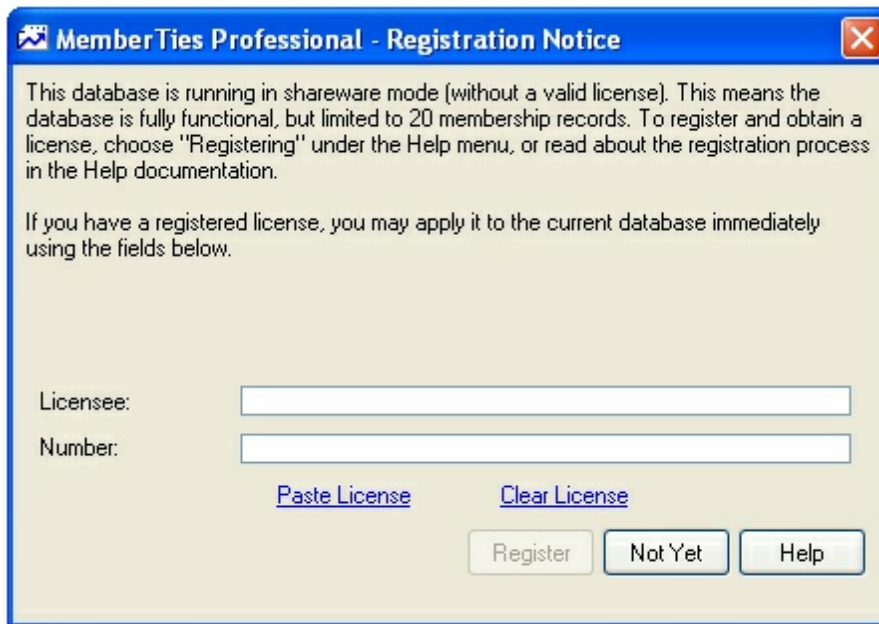 MemberTies Professional - Registration Notice
This database is running in shareware mode (without a valid license). This means the
database is fully functional, but limited to 20 membership records. To register and obtain a
license, choose "Registering" under the Help menu, or read about the registration process
in the Help documentation.
If you have a registered license, you may apply it to the current database immediately
using the fields below.
Licensee:
Number:
Paste License Clear License
Register Not Yet Help